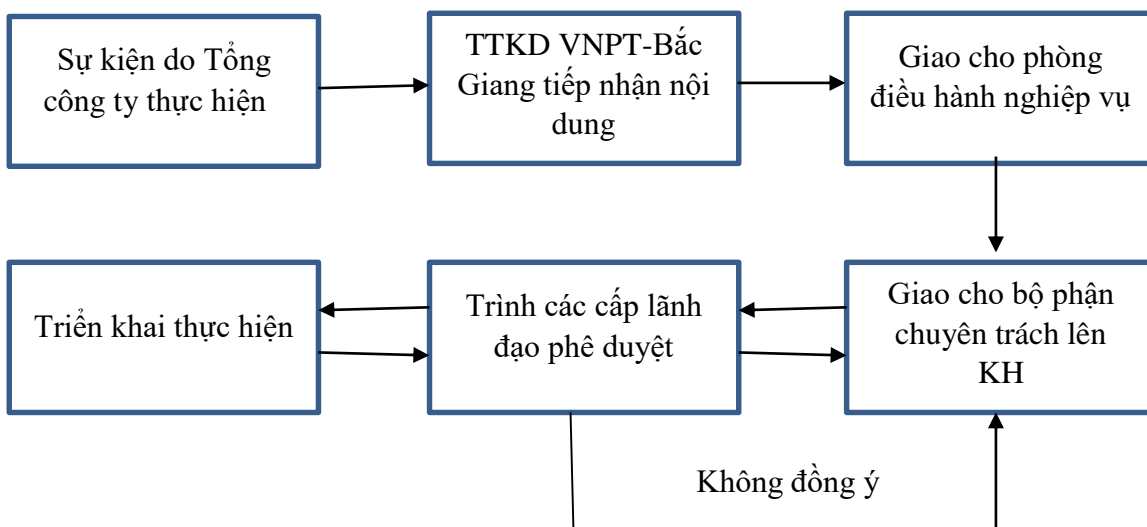 Sự kiện do Tổng
công ty thực hiện
TTKD VNPT-Bắc
Giang tiếp nhận nội
dung
Giao cho phòng
điều hành nghiệp vụ
Triển khai thực hiện
Trình các cấp lãnh
đạo phê duyệt
Giao cho bộ phận
chuyên trách lên
KH
Không đồng ý